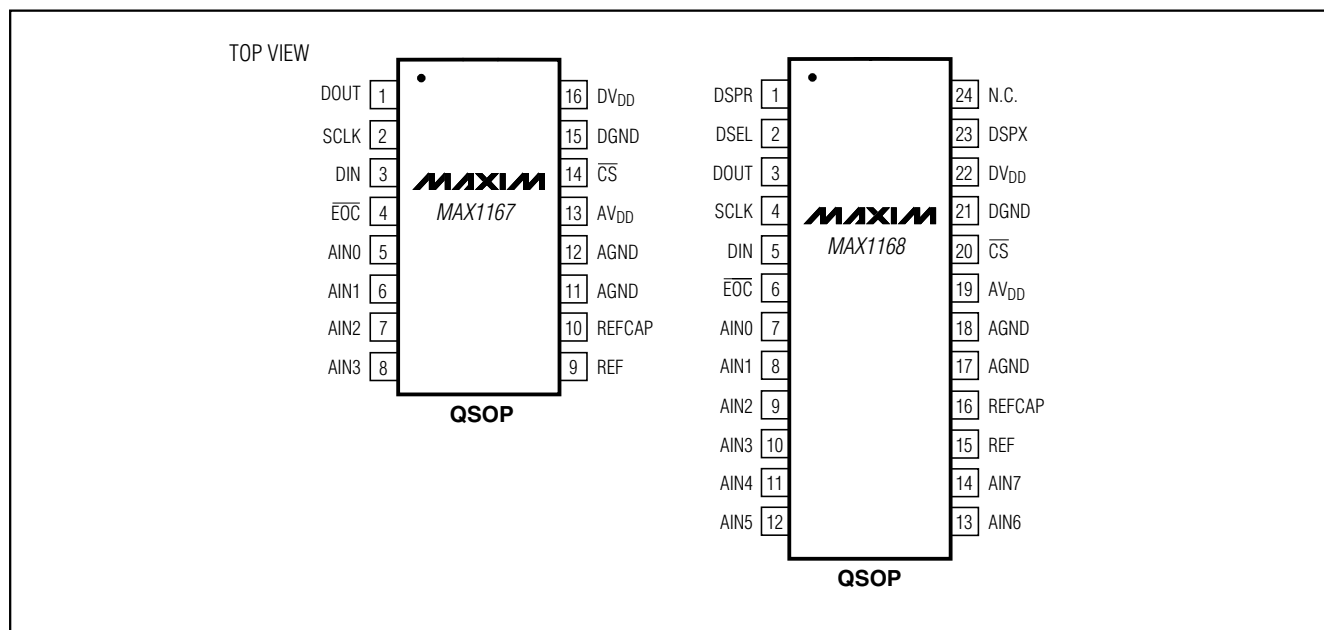 TOP VIEW
DOUT 1
SCLK 2
DIN 3
EOC 4
AIN0 5
AIN1 6
AIN2 7
AIN3 8
MAXIM
MAX1167
16 DVDD
15 DGND
14 CS
13 AVDD
12 AGND
11 AGND
10 REFCAP
9 REF
QSOP
DSPR 1
DSEL 2
DOUT 3
SCLK 4
DIN 5
EOC 6
AIN0 7
AIN1 8
AIN2 9
AIN3 10
AIN4 11
AIN5 12
MAXIM
MAX1168
24 N.C.
23 DSPX
22 DVDD
21 DGND
20 CS
19 AVDD
18 AGND
17 AGND
16 REFCAP
15 REF
14 AIN7
13 AIN6
QSOP